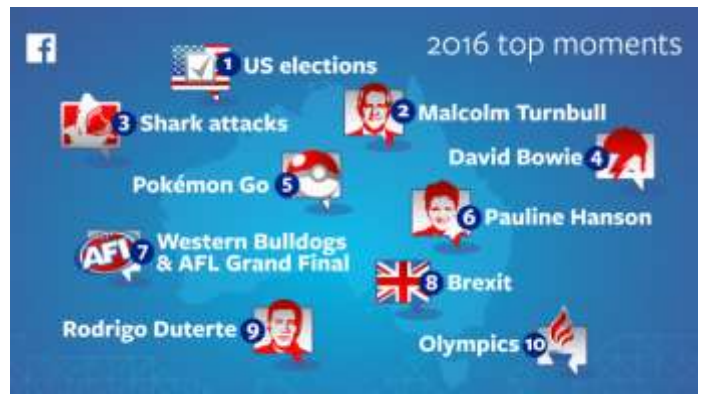 f
2016 top moments
1 US elections
2 Malcolm Turnbull
3 Shark attacks
David Bowie 4
Pokémon Go 5
6 Pauline Hanson
AFL 7 Western Bulldogs
& AFL Grand Final
8 Brexit
Rodrigo Duterte 9
Olympics 10